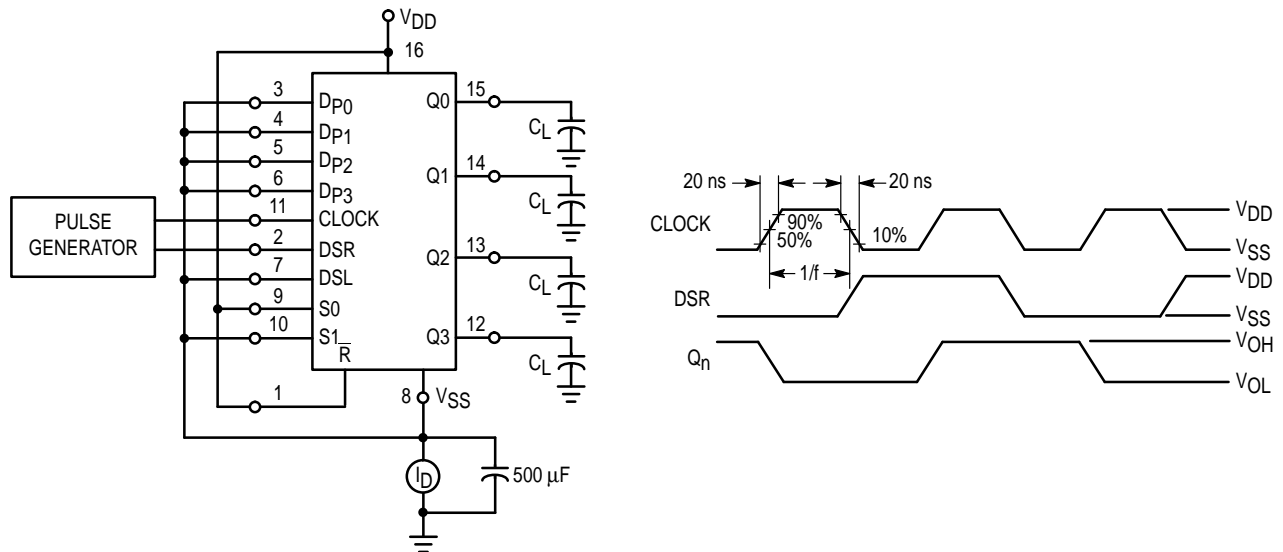 VDD
16
3 DP0 Q0 15
CL
4 DP1
5 DP2
6 DP3 Q1 14
CL
11 CLOCK
PULSE
GENERATOR
2 DSR Q2 13
CL
7 DSL
9 S0
10 S1 Q3 12
CL
R̅
1
8 VSS
ID
500 µF
20 ns 20 ns
CLOCK 90% VDD
50% 10% VSS
1/f
DSR VDD
VSS
Qn VOH
VOL